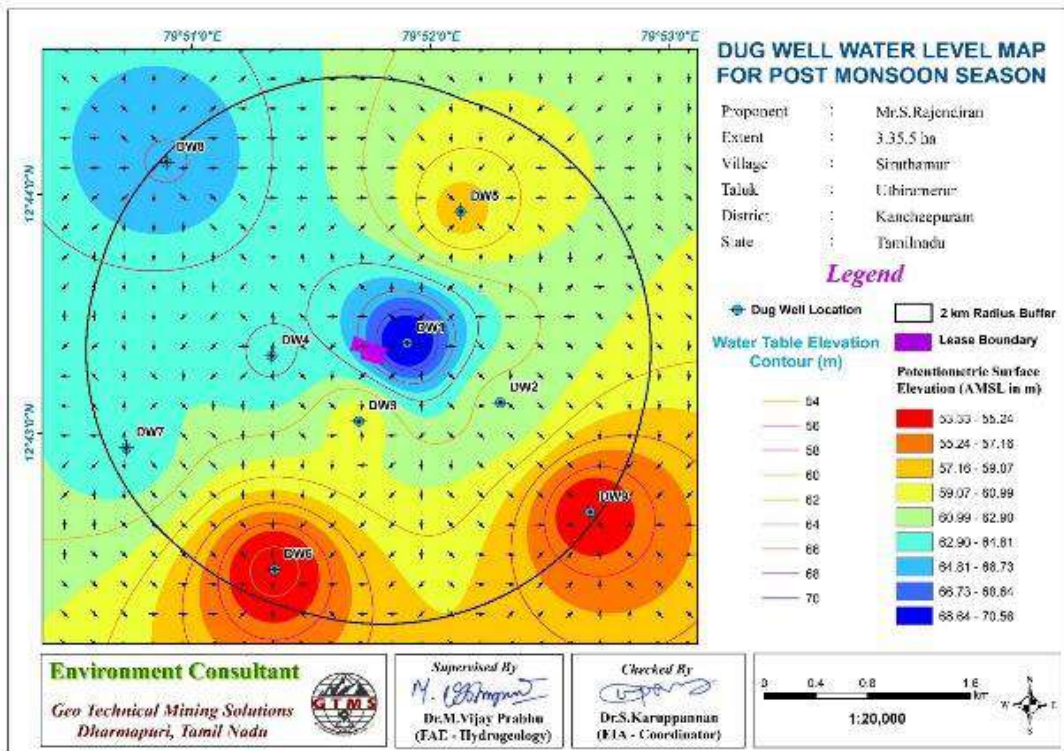 79°51'0"E 79°52'0"E 79°53'0"E
12°44'0"N
12°43'0"N
DW8
DW5
DW1
DW4
DW2
DW3
DW7
DW9
DW6
DUG WELL WATER LEVEL MAP
FOR POST MONSOON SEASON
Proponent : Mr.S.Rajendiran
Extent : 3.35.5 ha
Village : Siruthamur
Taluk : Uthiramerur
District : Kancheepuram
State : Tamilnadu
Legend
Dug Well Location
2 km Radius Buffer
Lease Boundary
Water Table Elevation
Contour (m)
54
56
58
60
62
64
66
68
70
Potentiometric Surface
Elevation (AMSL in m)
53.33 - 55.24
55.24 - 57.16
57.16 - 59.07
59.07 - 60.99
60.99 - 62.90
62.90 - 64.81
64.81 - 66.73
66.73 - 68.64
68.64 - 70.56
Environment Consultant
Geo Technical Mining Solutions
Dharmapuri, Tamil Nadu
GTMS
Supervised By
Dr.M.Vijay Prabhu
(FAE - Hydrogeology)
Checked By
Dr.S.Karuppannan
(EIA - Coordinator)
0 0.4 0.8 1.6
km
1:20,000
N
W E
S